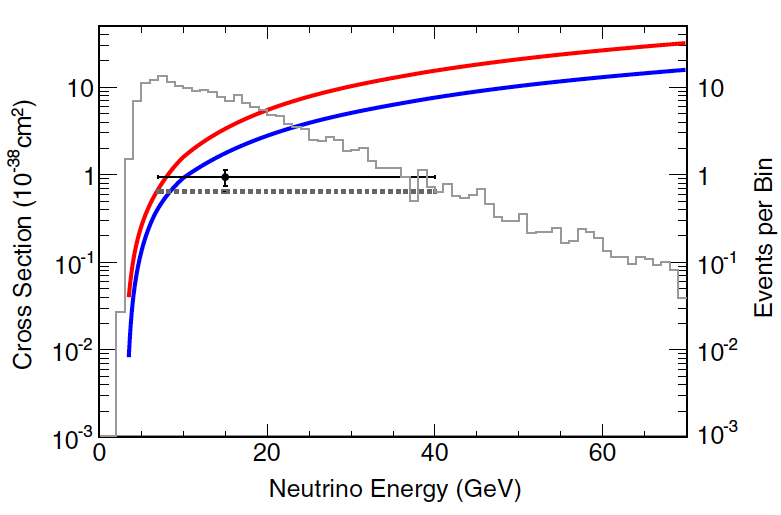 Cross Section (10⁻³⁸cm²)
10
1
10⁻¹
10⁻²
10⁻³
0 20 40 60
Neutrino Energy (GeV)
10
1
10⁻¹
10⁻²
10⁻³
Events per Bin